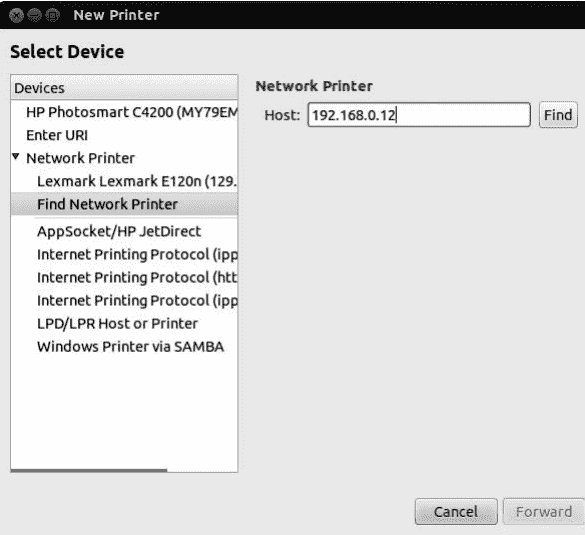 New Printer
Select Device
Devices
HP Photosmart C4200 (MY79EM
Enter URI
Network Printer
Lexmark Lexmark E120n (129.
Find Network Printer
AppSocket/HP JetDirect
Internet Printing Protocol (ipp
Internet Printing Protocol (htt
Internet Printing Protocol (ipp
LPD/LPR Host or Printer
Windows Printer via SAMBA
Network Printer
Host: 192.168.0.12 Find
Cancel Forward